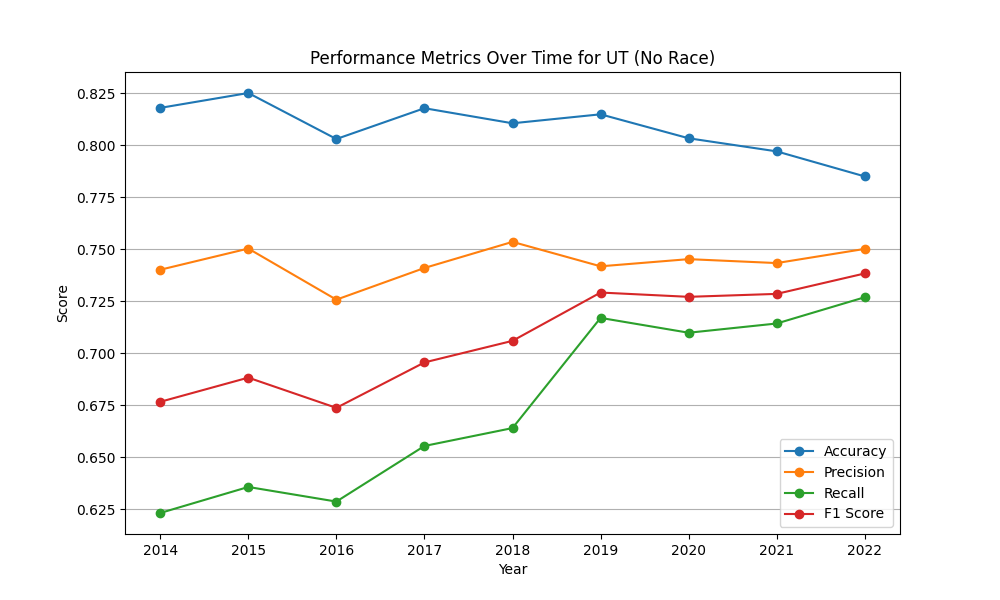 Performance Metrics Over Time for UT (No Race)
Score
0.825
0.800
0.775
0.750
0.725
0.700
0.675
0.650
0.625
Accuracy
Precision
Recall
F1 Score
2014 2015 2016 2017 2018 2019 2020 2021 2022
Year